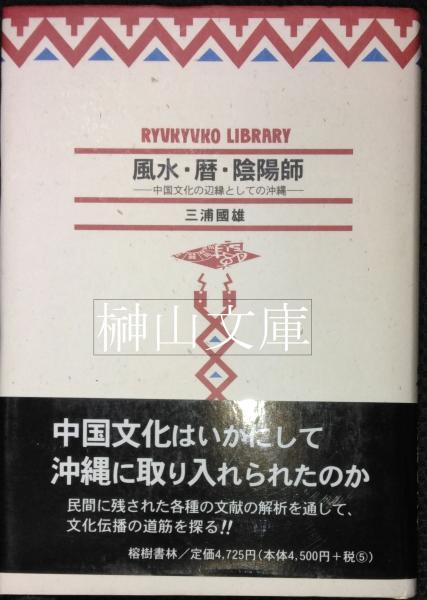 RYUKYUKO LIBRARY
風水・暦・陰陽師
―中国文化の辺縁としての沖縄―
三浦國雄
榊山文庫
中国文化はいかにして
沖縄に取り入れられたのか
民間に残された各種の文献の解析を通して、
文化伝播の道筋を探る!!
榕樹書林/定価4,725円(本体4,500円+税⑤)